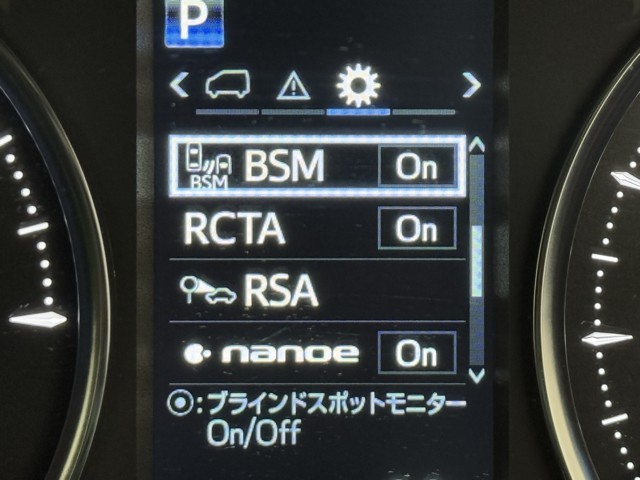 P
BSM BSM On
RCTA On
RSA
nanoe On
⦿:ブラインドスポットモニター
On/Off